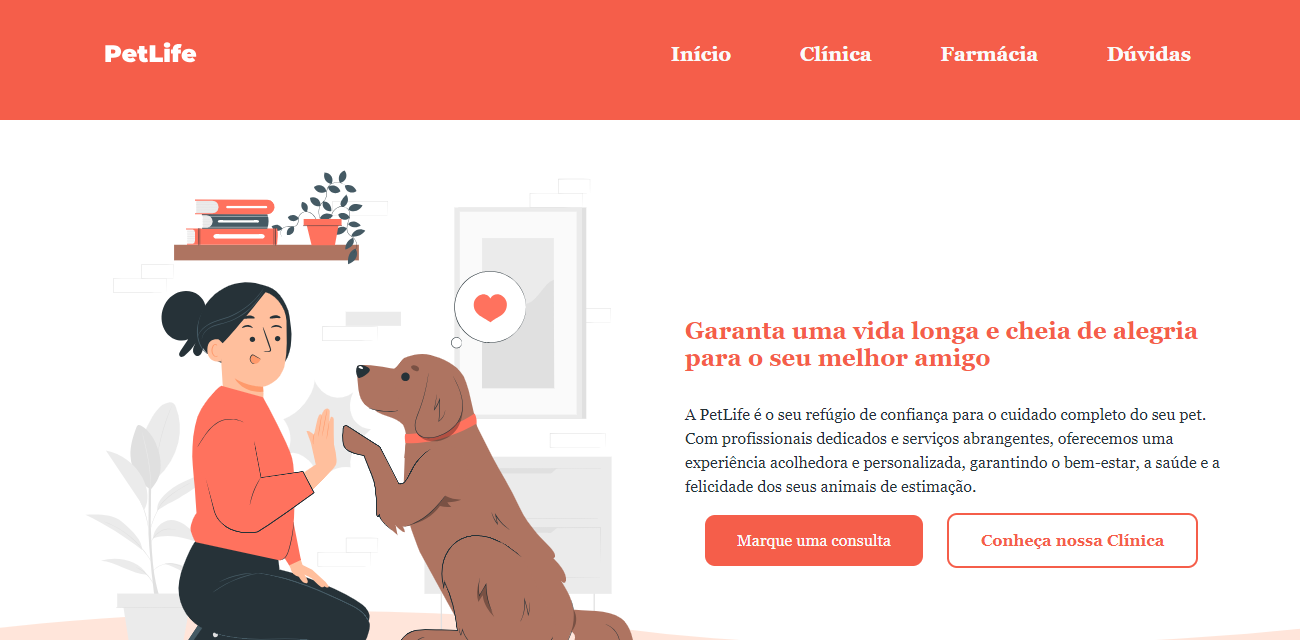 PetLife
Início
Clínica
Farmácia
Dúvidas
Garanta uma vida longa e cheia de alegria
para o seu melhor amigo
A PetLife é o seu refúgio de confiança para o cuidado completo do seu pet.
Com profissionais dedicados e serviços abrangentes, oferecemos uma
experiência acolhedora e personalizada, garantindo o bem-estar, a saúde e a
felicidade dos seus animais de estimação.
Marque uma consulta
Conheça nossa Clínica